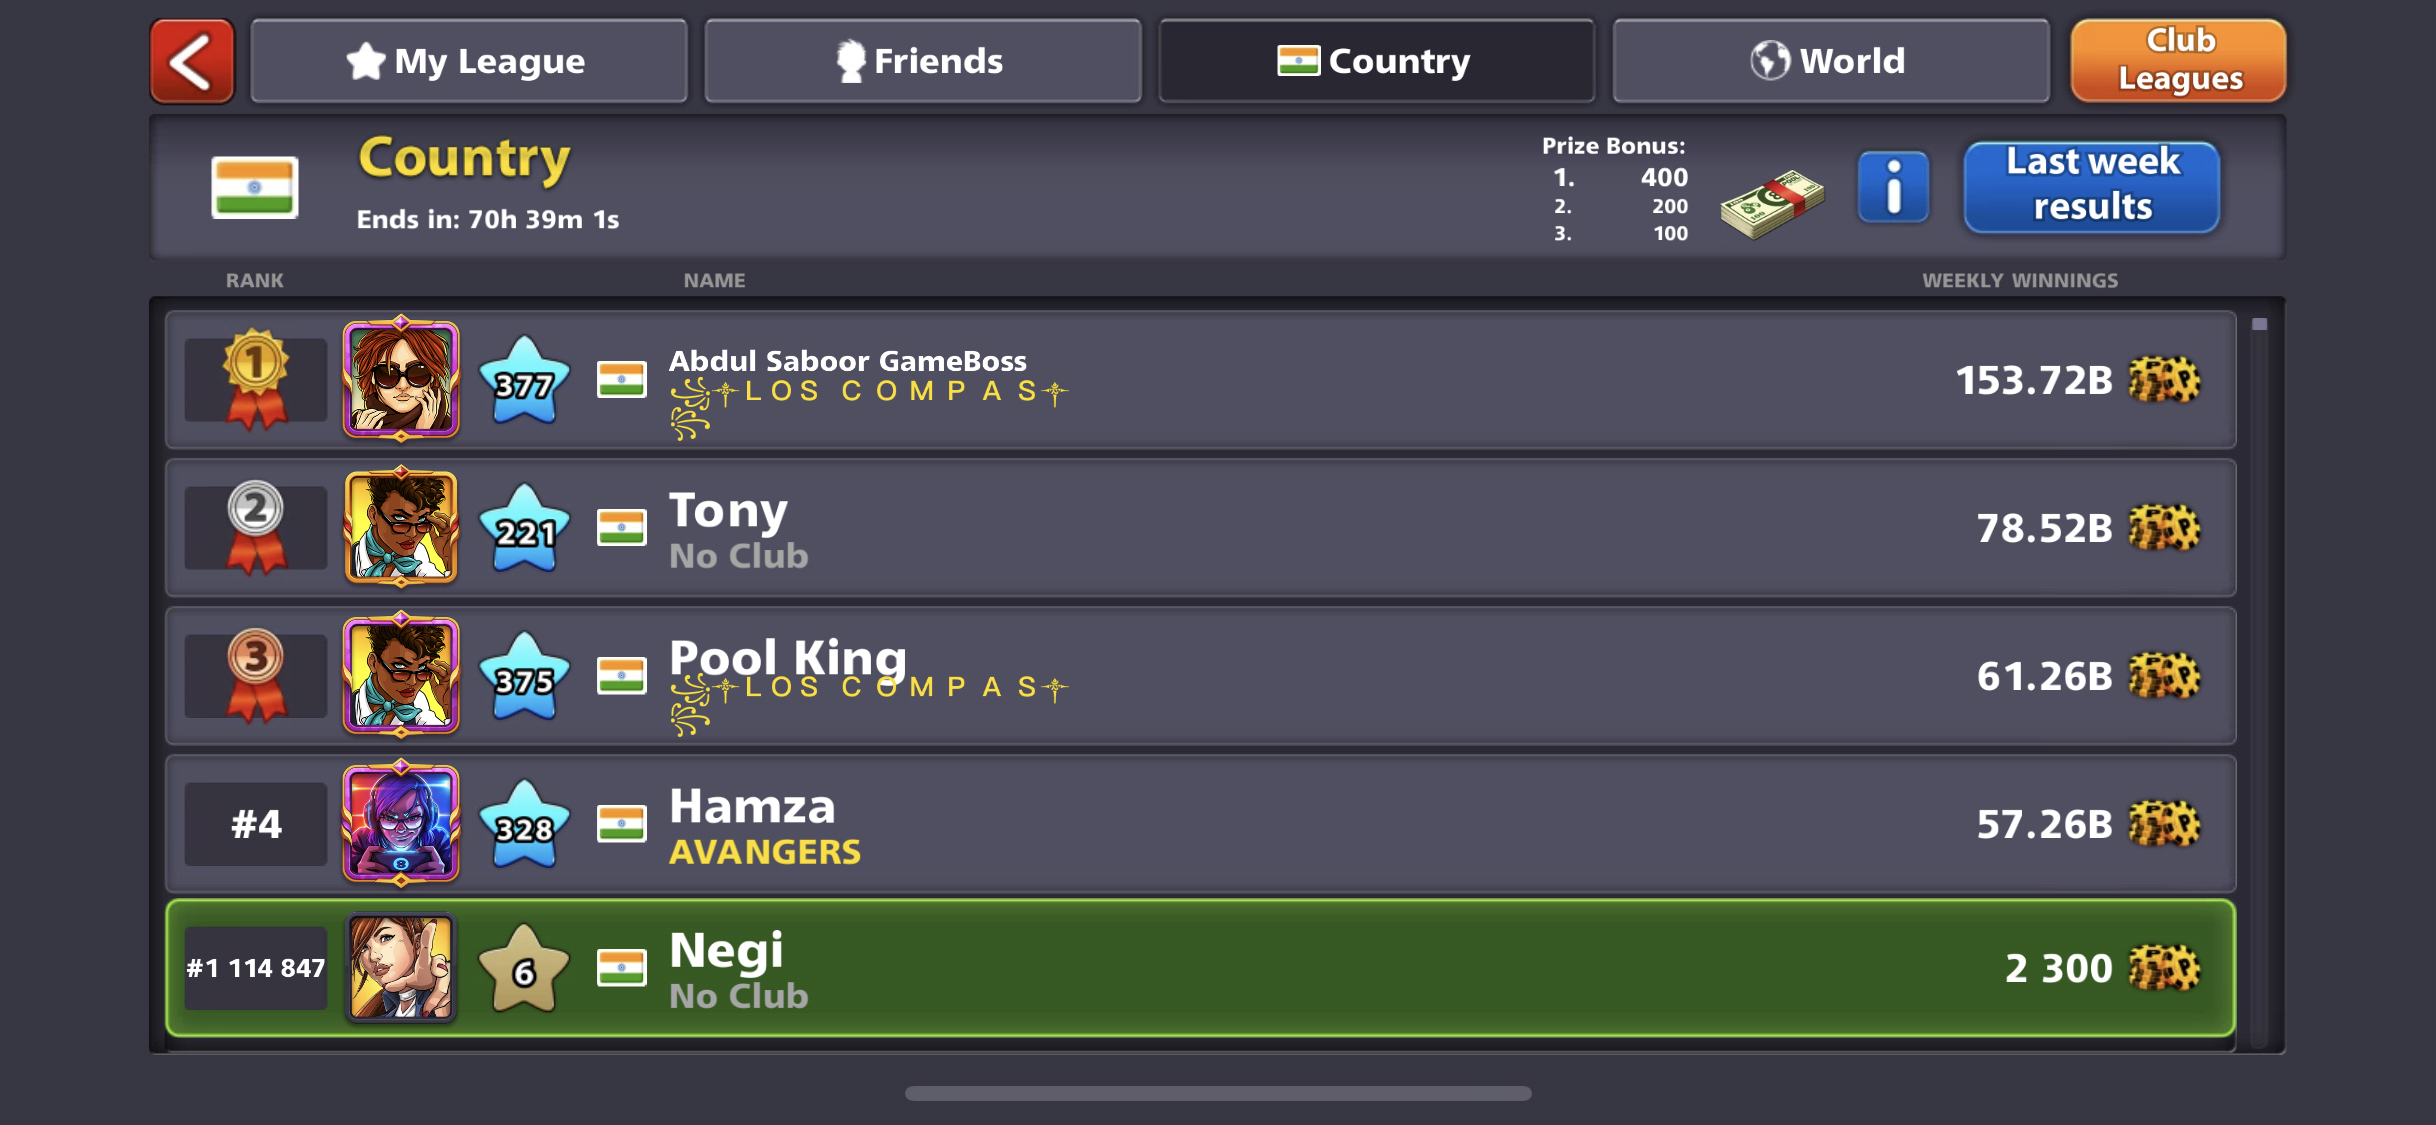 My League
Friends
Country
World
Club
Leagues
Country
Ends in: 70h 39m 1s
Prize Bonus:
1. 400
2. 200
3. 100
i
Last week
results
RANK NAME WEEKLY WINNINGS
1
377
Abdul Saboor GameBoss
꧁༒LOS COMPAS༒
꧂
153.72B
2
221
Tony
No Club
78.52B
3
375
Pool King
꧁༒LOS COMPAS༒
꧂
61.26B
#4
328
Hamza
AVANGERS
57.26B
#1 114 847
6
Negi
No Club
2 300